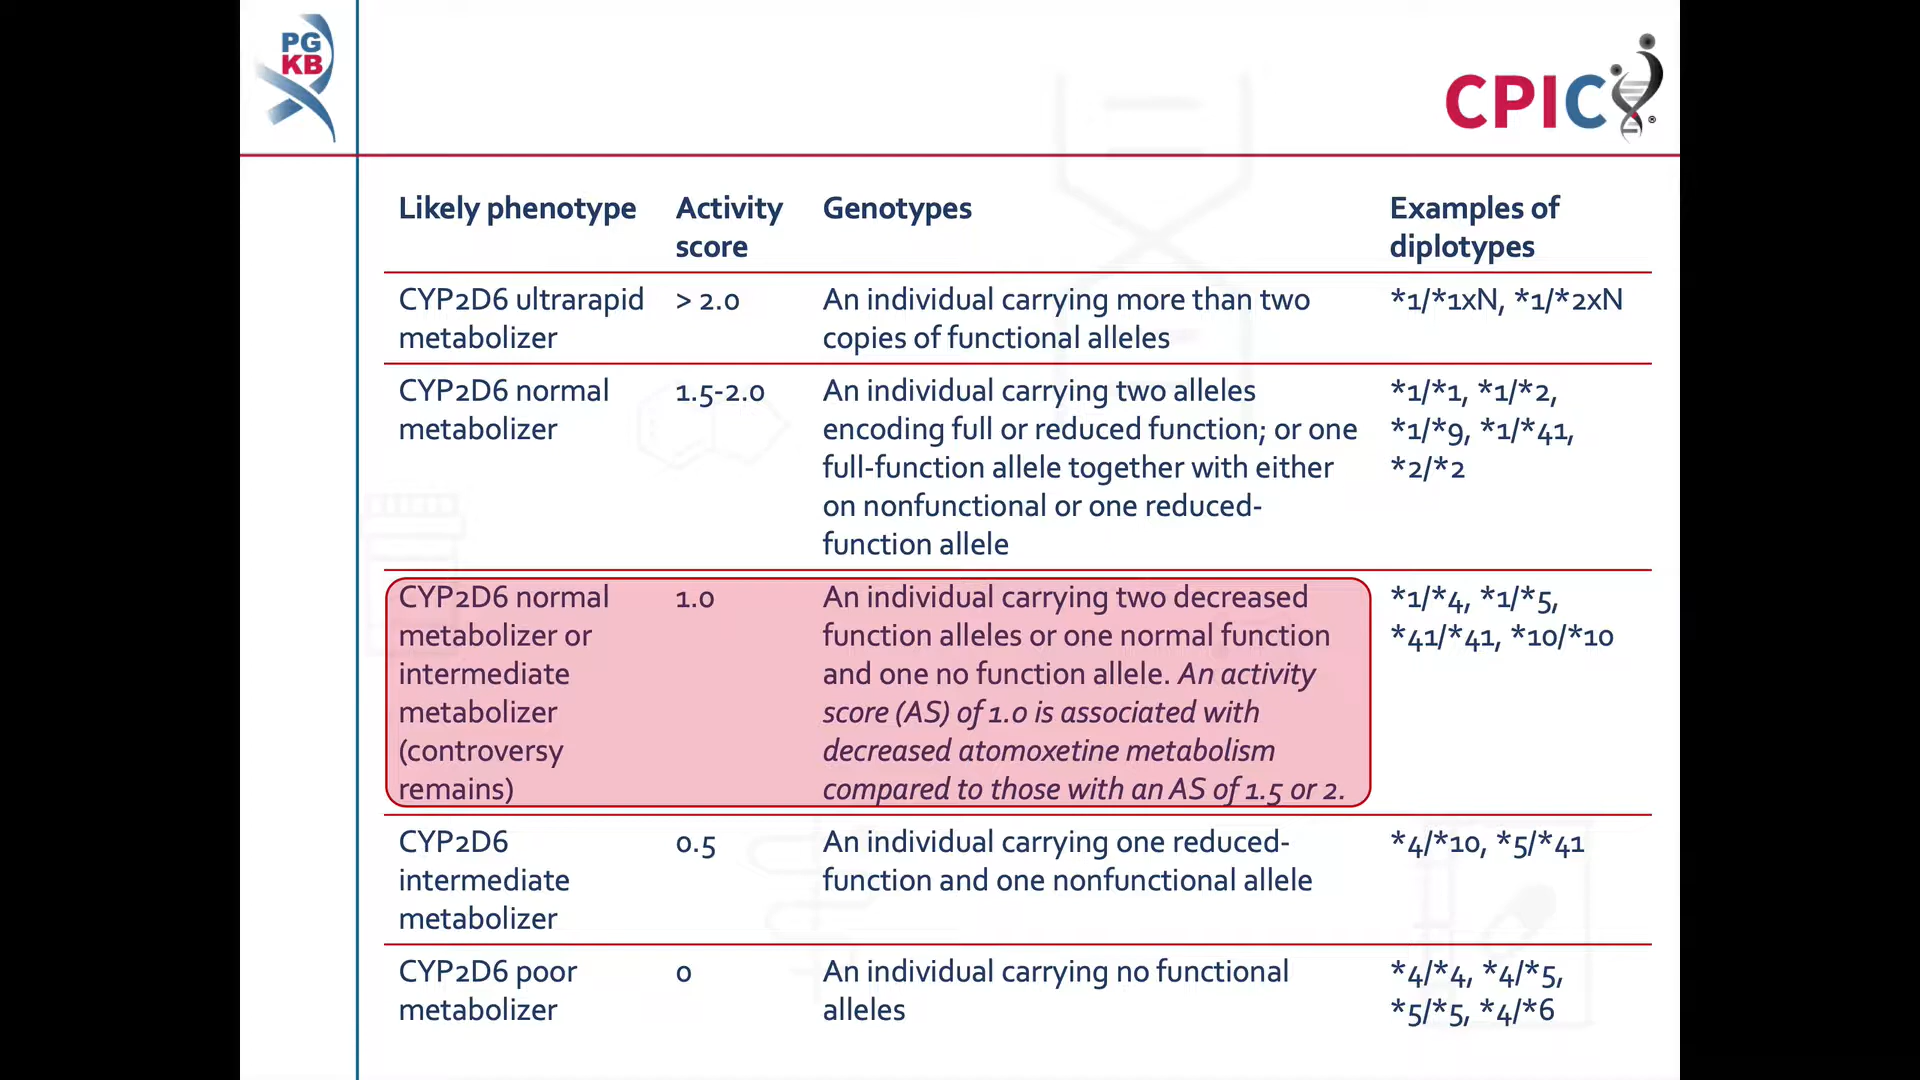 PG
KB
CPIC®
Likely phenotype
Activity
score
Genotypes
Examples of
diplotypes
CYP2D6 ultrarapid
metabolizer
> 2.0
An individual carrying more than two
copies of functional alleles
*1/*1xN, *1/*2xN
CYP2D6 normal
metabolizer
1.5-2.0
An individual carrying two alleles
encoding full or reduced function; or one
full-function allele together with either
on nonfunctional or one reduced-
function allele
*1/*1, *1/*2,
*1/*9, *1/*41,
*2/*2
CYP2D6 normal
metabolizer or
intermediate
metabolizer
(controversy
remains)
1.0
An individual carrying two decreased
function alleles or one normal function
and one no function allele. An activity
score (AS) of 1.0 is associated with
decreased atomoxetine metabolism
compared to those with an AS of 1.5 or 2.
*1/*4, *1/*5,
*41/*41, *10/*10
CYP2D6
intermediate
metabolizer
0.5
An individual carrying one reduced-
function and one nonfunctional allele
*4/*10, *5/*41
CYP2D6 poor
metabolizer
0
An individual carrying no functional
alleles
*4/*4, *4/*5,
*5/*5, *4/*6